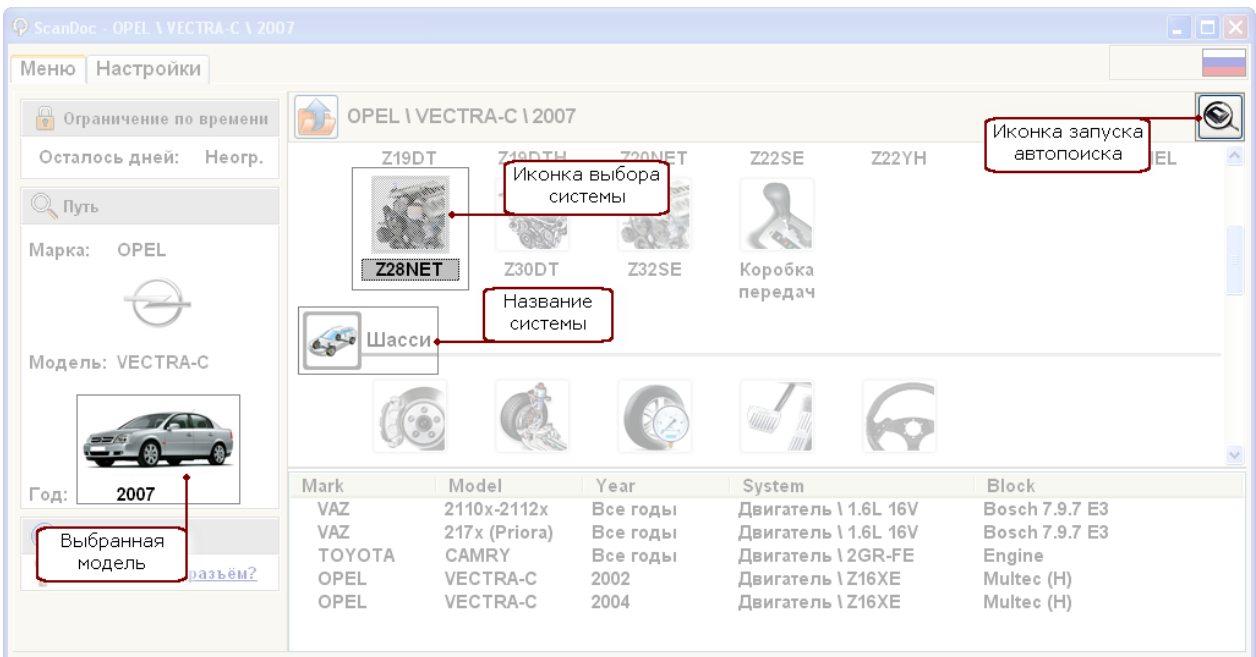 ScanDoc - OPEL \ VECTRA-C \ 2007
Меню Настройки
Ограничение по времени
Осталось дней: Неогр.
Путь
Марка: OPEL
Модель: VECTRA-C
Год: 2007
Выбранная
модель
разъём?
OPEL \ VECTRA-C \ 2007
Иконка запуска
автопоиска
Z19DT Z19DTH Z20NET Z22SE Z22YH
Иконка выбора
системы
Z28NET Z30DT Z32SE Коробка
передач
Название
системы
Шасси
Mark Model Year System Block
VAZ 2110x-2112x Все годы Двигатель \ 1.6L 16V Bosch 7.9.7 E3
VAZ 217x (Priora) Все годы Двигатель \ 1.6L 16V Bosch 7.9.7 E3
TOYOTA CAMRY Все годы Двигатель \ 2GR-FE Engine
OPEL VECTRA-C 2002 Двигатель \ Z16XE Multec (H)
OPEL VECTRA-C 2004 Двигатель \ Z16XE Multec (H)